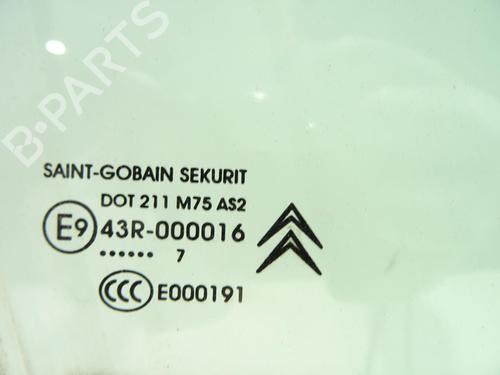 B-PARTS
SAINT-GOBAIN SEKURIT
DOT 211 M75 AS2
E9 43R-000016
•••••• 7
CCC E000191